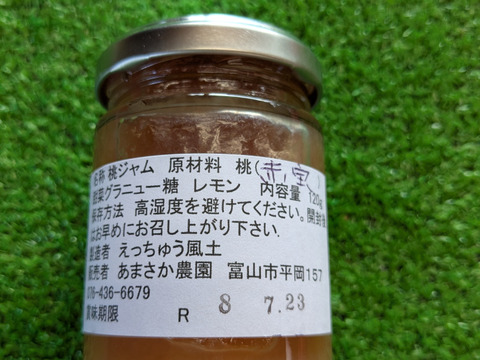 名称 桃ジャム 原材料 桃(赤,白)
甜菜グラニュー糖 レモン 内容量 120g
保存方法 高湿度を避けてください。開封後
はお早めにお召し上がり下さい.
製造者 えっちゅう風土
販売者 あまさか農園 富山市平岡157
076-436-6679
賞味期限 R 8 7.23